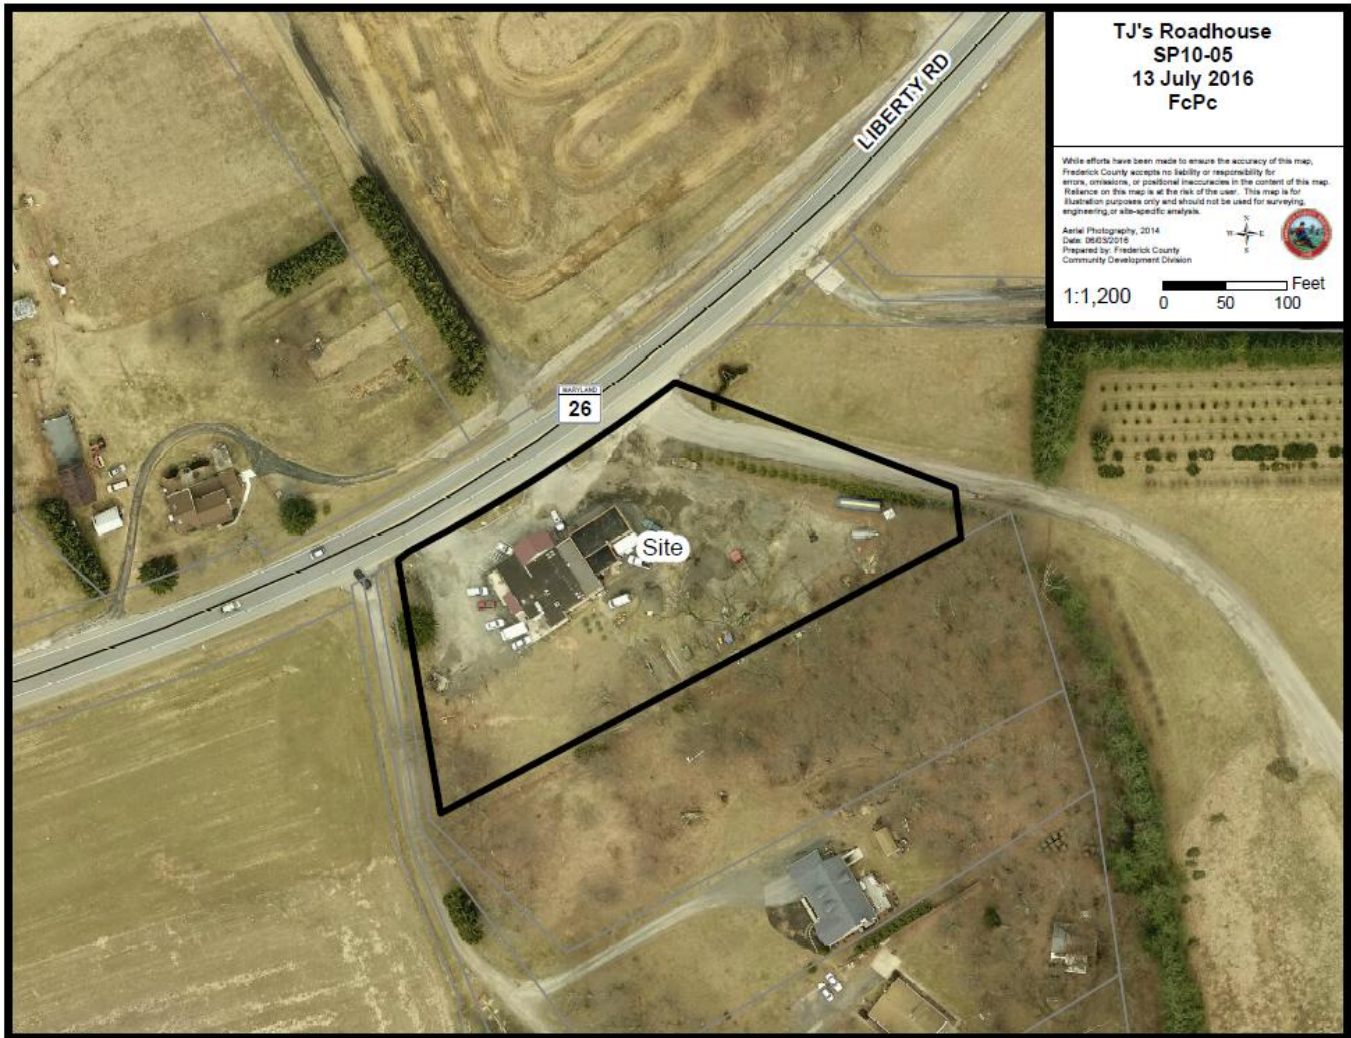 TJ's Roadhouse
SP10-05
13 July 2016
FcPc
While efforts have been made to ensure the accuracy of this map,
Frederick County accepts no liability or responsibility for
errors, omissions, or positional inaccuracies in the content of this map.
Reliance on this map is at the risk of the user. This map is for
illustration purposes only and should not be used for surveying,
engineering, or site-specific analysis.
Aerial Photography, 2014
Date: 06/03/2016
Prepared by: Frederick County
Community Development Division
N
W E
S
1:1,200
Feet
0 50 100
LIBERTY RD
MARYLAND
26
Site